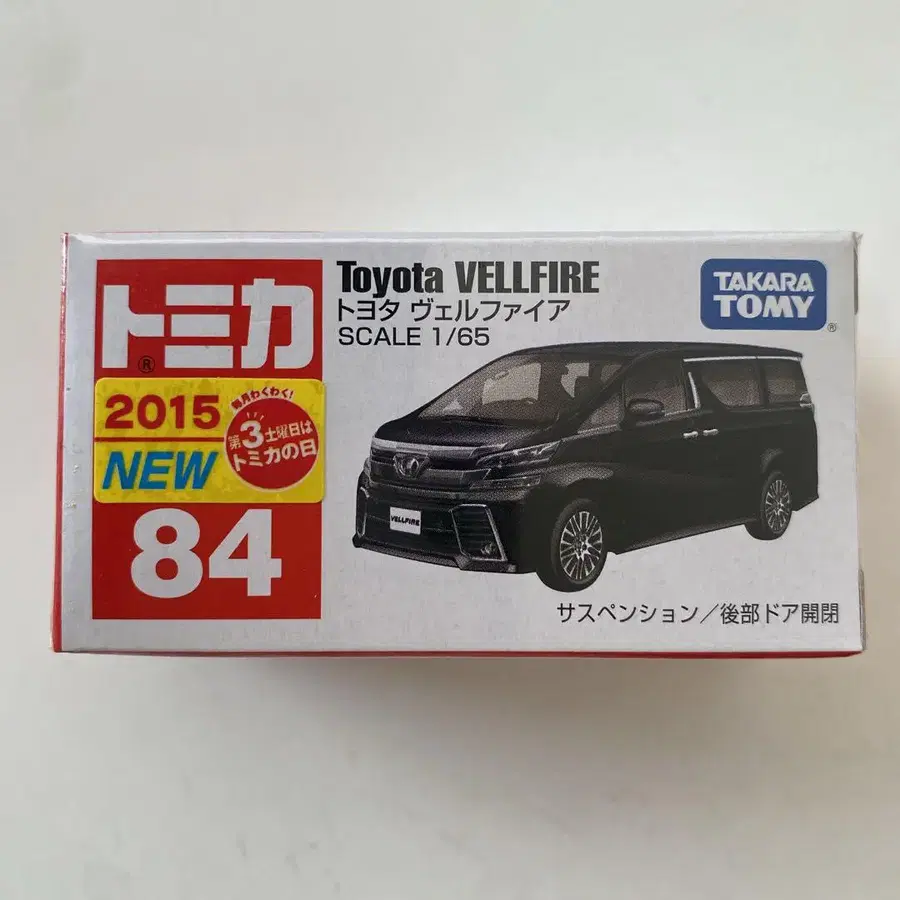 トミカ
®
2015
NEW
毎月わくわく!
第3土曜日は
トミカの日
84
Toyota VELLFIRE
トヨタ ヴェルファイア
SCALE 1/65
TAKARA
TOMY
®
VELLFIRE
サスペンション/後部ドア開閉